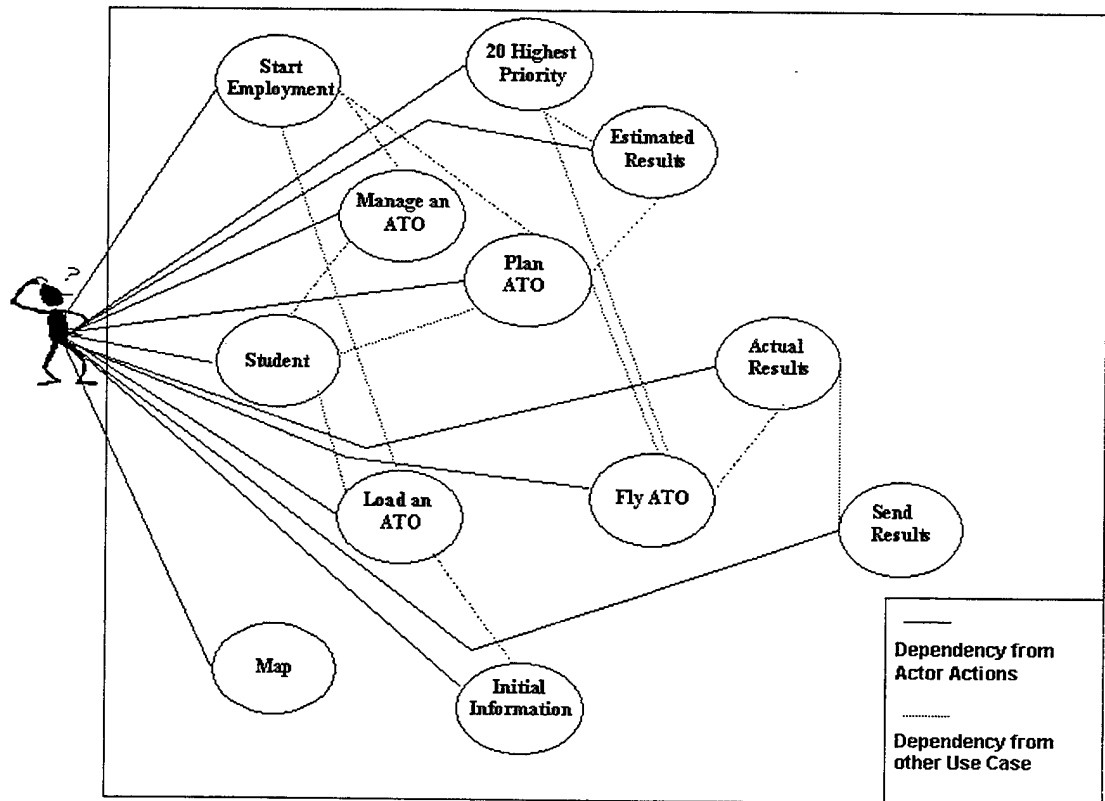 Start
Employment
20 Highest
Priority
Estimated
Results
Manage an
ATO
Plan
ATO
?
Student
Actual
Results
Load an
ATO
Fly ATO
Send
Results
Map
Initial
Information
Dependency from
Actor Actions
Dependency from
other Use Case